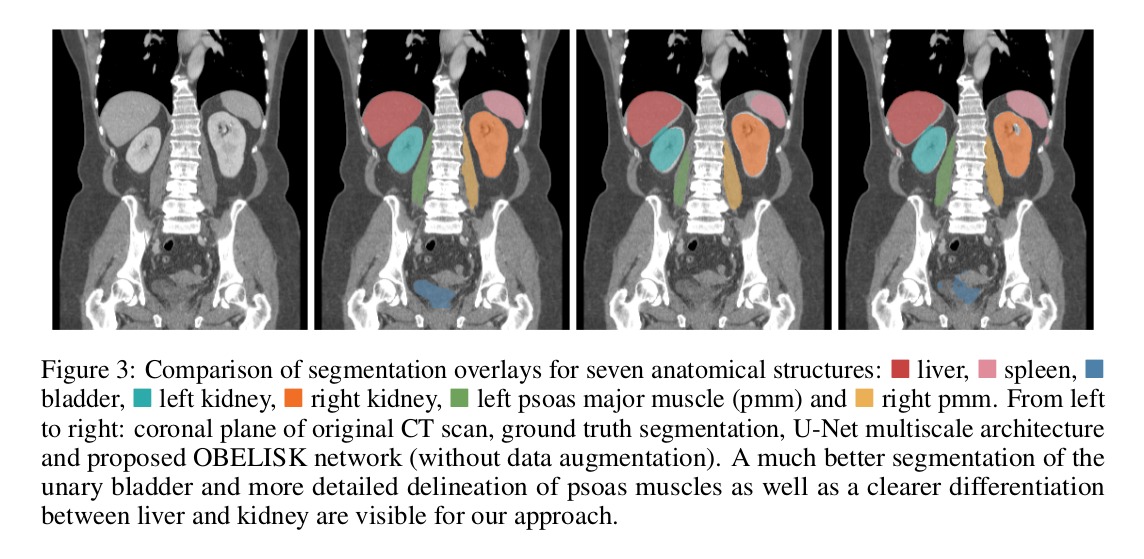 Figure 3: Comparison of segmentation overlays for seven anatomical structures: ■ liver, ■ spleen, ■
bladder, ■ left kidney, ■ right kidney, ■ left psoas major muscle (pmm) and ■ right pmm. From left
to right: coronal plane of original CT scan, ground truth segmentation, U-Net multiscale architecture
and proposed OBELISK network (without data augmentation). A much better segmentation of the
unary bladder and more detailed delineation of psoas muscles as well as a clearer differentiation
between liver and kidney are visible for our approach.